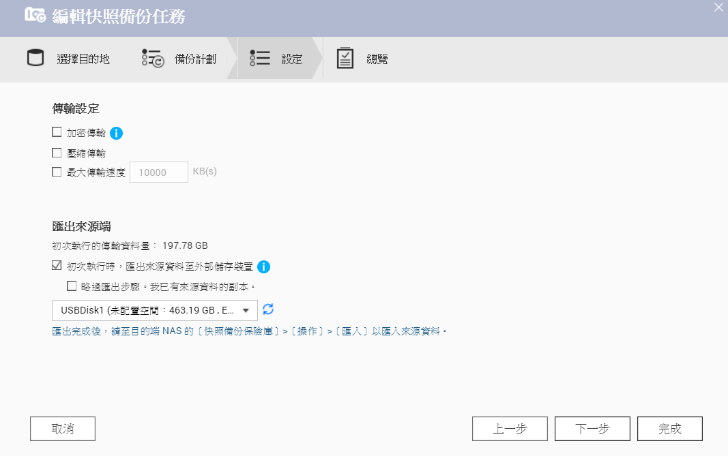 編輯快照備份任務
選擇目的地 備份計劃 設定 總覽
傳輸設定
加密傳輸
壓縮傳輸
最大傳輸速度 10000 KB(s)
匯出來源端
初次執行的傳輸資料量： 197.78 GB
初次執行時，匯出來源資料至外部儲存裝置
略過匯出步驟。我已有來源資料的副本。
USBDisk1 (未配置空間：463.19 GB . E...
匯出完成後，請至目的端 NAS 的〔快照備份保險庫〕>〔操作〕>〔匯入〕以匯入來源資料。
取消 上一步 下一步 完成